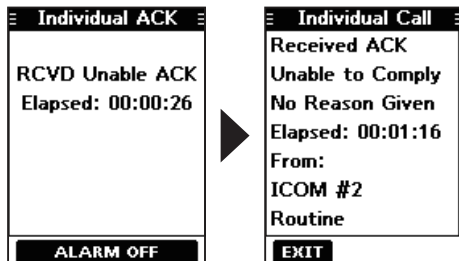 Individual ACK
RCVD Unable ACK
Elapsed: 00:00:26
ALARM OFF
Individual Call
Received ACK
Unable to Comply
No Reason Given
Elapsed: 00:01:16
From:
ICOM #2
Routine
EXIT